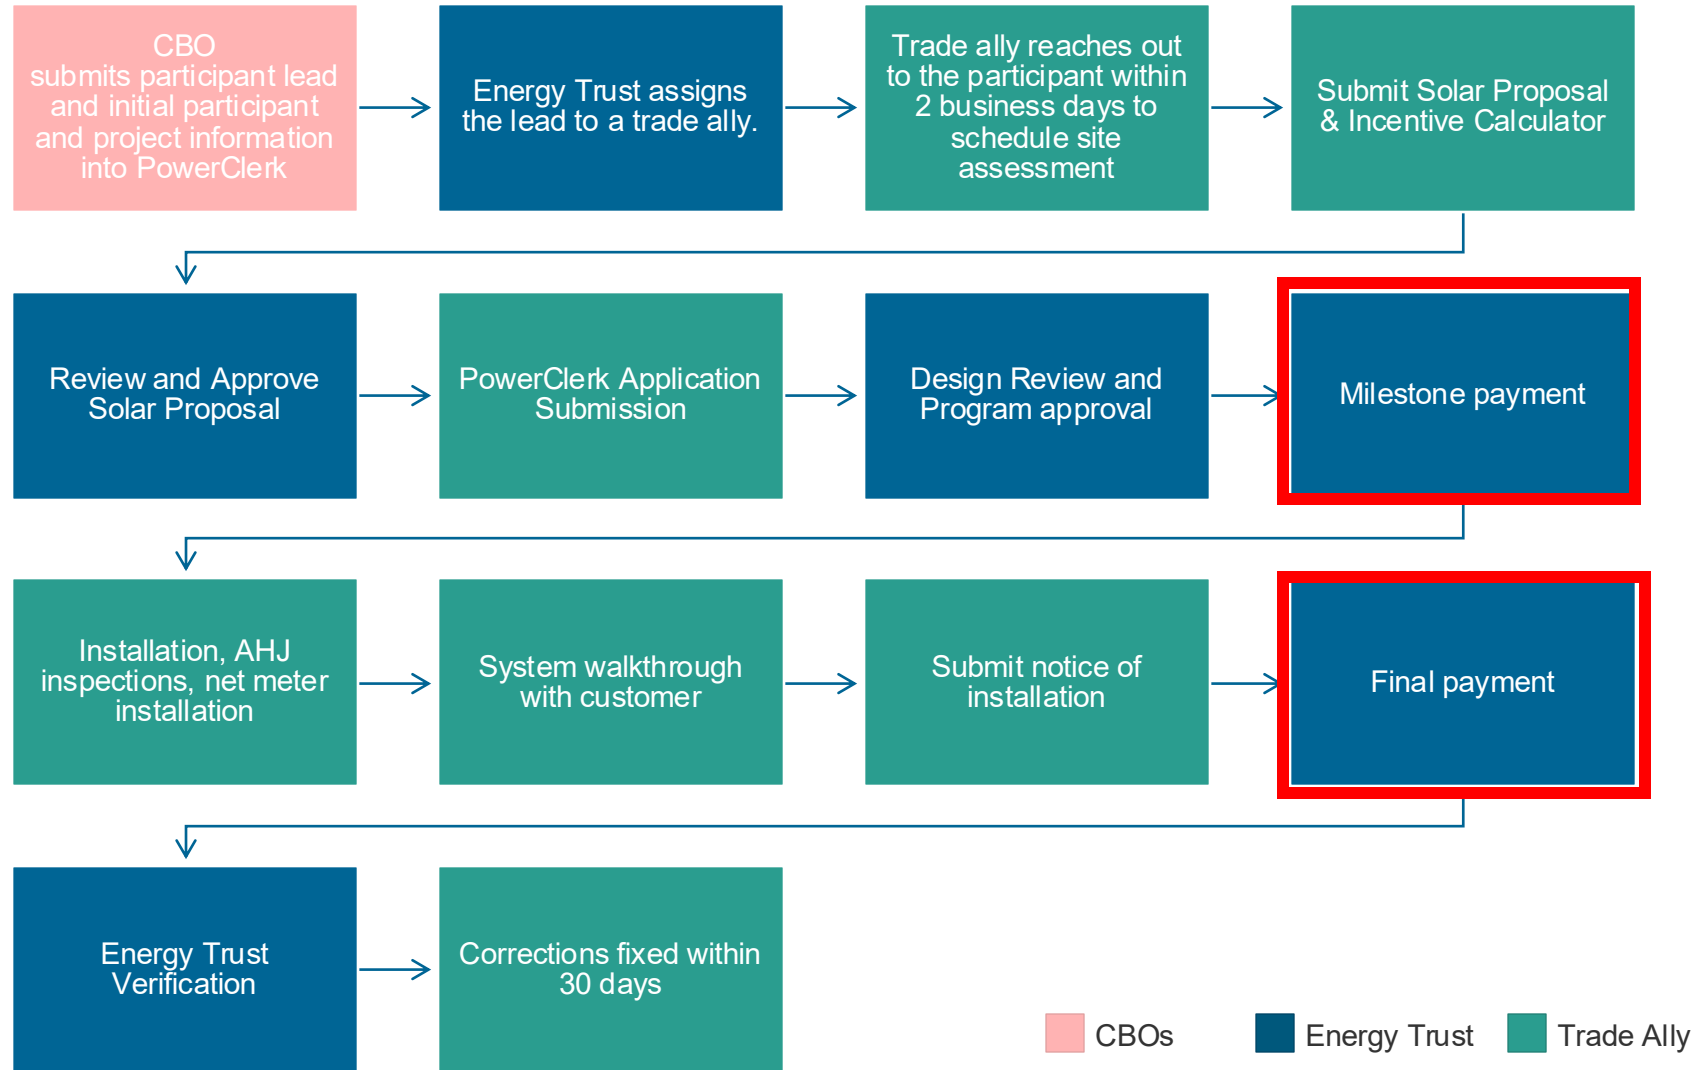 CBO
submits participant lead
and initial participant
and project information
into PowerClerk
Energy Trust assigns
the lead to a trade ally.
Trade ally reaches out
to the participant within
2 business days to
schedule site
assessment
Submit Solar Proposal
& Incentive Calculator
Review and Approve
Solar Proposal
PowerClerk Application
Submission
Design Review and
Program approval
Milestone payment
Installation, AHJ
inspections, net meter
installation
System walkthrough
with customer
Submit notice of
installation
Final payment
Energy Trust
Verification
Corrections fixed within
30 days
CBOs
Energy Trust
Trade Ally